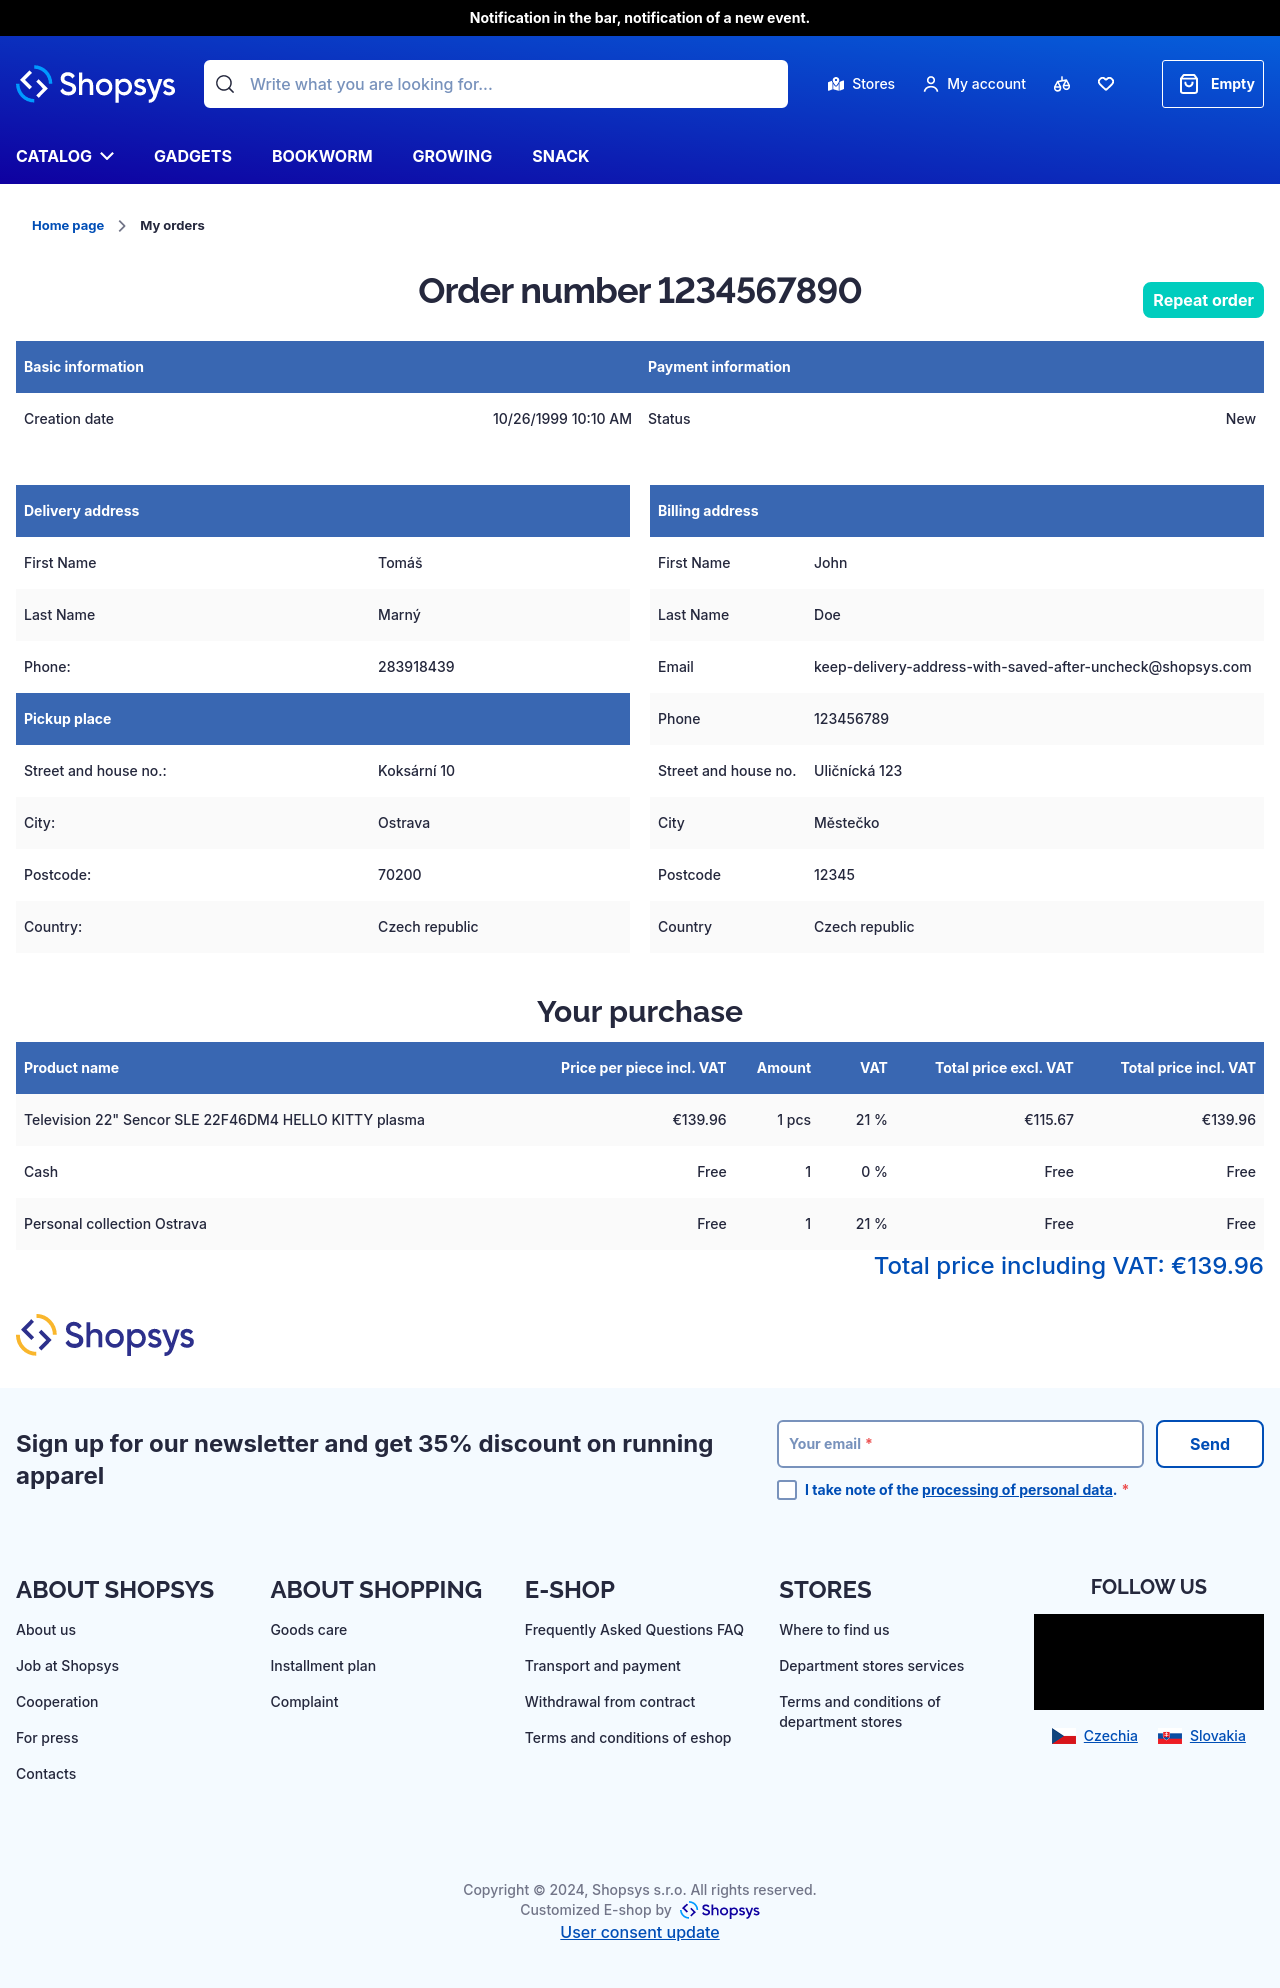 Notification in the bar, notification of a new event.
Shopsys
Write what you are looking for...
Stores
My account
Empty
CATALOG
GADGETS
BOOKWORM
GROWING
SNACK
Home page
My orders
Order number 1234567890
Repeat order
Basic information
Payment information
Creation date
10/26/1999 10:10 AM
Status
New
Delivery address
First Name
Tomáš
Last Name
Marný
Phone:
283918439
Pickup place
Street and house no.:
Koksární 10
City:
Ostrava
Postcode:
70200
Country:
Czech republic
Billing address
First Name
John
Last Name
Doe
Email
keep-delivery-address-with-saved-after-uncheck@shopsys.com
Phone
123456789
Street and house no.
Uličnícká 123
City
Městečko
Postcode
12345
Country
Czech republic
Your purchase
Product name
Price per piece incl. VAT
Amount
VAT
Total price excl. VAT
Total price incl. VAT
Television 22" Sencor SLE 22F46DM4 HELLO KITTY plasma
€139.96
1 pcs
21 %
€115.67
€139.96
Cash
Free
1
0 %
Free
Free
Personal collection Ostrava
Free
1
21 %
Free
Free
Total price including VAT: €139.96
Shopsys
Sign up for our newsletter and get 35% discount on running
apparel
Your email *
Send
I take note of the processing of personal data. *
ABOUT SHOPSYS
About us
Job at Shopsys
Cooperation
For press
Contacts
ABOUT SHOPPING
Goods care
Installment plan
Complaint
E-SHOP
Frequently Asked Questions FAQ
Transport and payment
Withdrawal from contract
Terms and conditions of eshop
STORES
Where to find us
Department stores services
Terms and conditions of
department stores
FOLLOW US
Czechia
Slovakia
Copyright © 2024, Shopsys s.r.o. All rights reserved.
Customized E-shop by Shopsys
User consent update